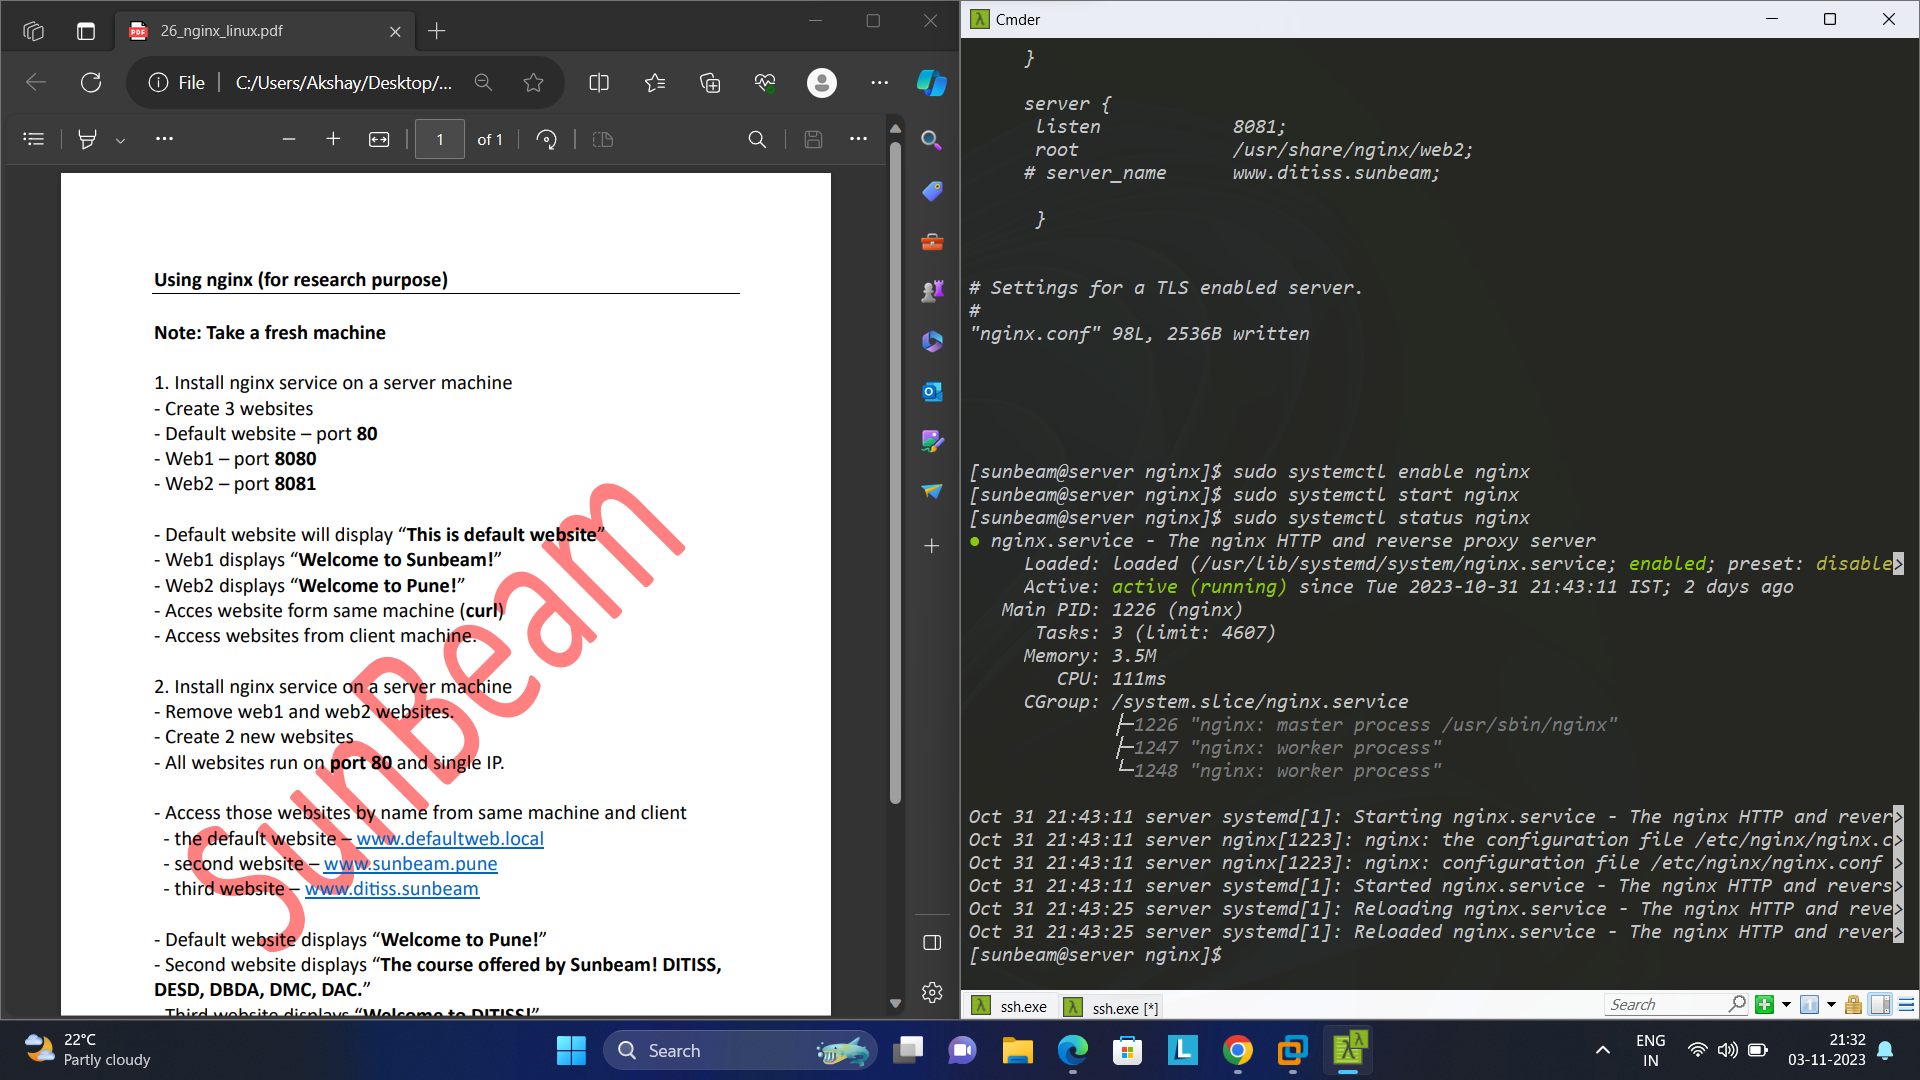 26_nginx_linux.pdf
File
C:/Users/Akshay/Desktop/...
1
of 1
Using nginx (for research purpose)
Note: Take a fresh machine
1. Install nginx service on a server machine
- Create 3 websites
- Default website – port 80
- Web1 – port 8080
- Web2 – port 8081
- Default website will display “This is default website”
- Web1 displays “Welcome to Sunbeam!”
- Web2 displays “Welcome to Pune!”
- Acces website form same machine (curl)
- Access websites from client machine.
2. Install nginx service on a server machine
- Remove web1 and web2 websites.
- Create 2 new websites
- All websites run on port 80 and single IP.
- Access those websites by name from same machine and client
- the default website – www.defaultweb.local
- second website – www.sunbeam.pune
- third website – www.ditiss.sunbeam
- Default website displays “Welcome to Pune!”
- Second website displays “The course offered by Sunbeam! DITISS,
DESD, DBDA, DMC, DAC.”
- Third website displays “Welcome to DITISS!”
SunBeam
Cmder
}
server {
listen 8081;
root /usr/share/nginx/web2;
# server_name www.ditiss.sunbeam;
}
# Settings for a TLS enabled server.
#
"nginx.conf" 98L, 2536B written
[sunbeam@server nginx]$ sudo systemctl enable nginx
[sunbeam@server nginx]$ sudo systemctl start nginx
[sunbeam@server nginx]$ sudo systemctl status nginx
● nginx.service - The nginx HTTP and reverse proxy server
Loaded: loaded (/usr/lib/systemd/system/nginx.service; enabled; preset: disable>
Active: active (running) since Tue 2023-10-31 21:43:11 IST; 2 days ago
Main PID: 1226 (nginx)
Tasks: 3 (limit: 4607)
Memory: 3.5M
CPU: 111ms
CGroup: /system.slice/nginx.service
├─1226 "nginx: master process /usr/sbin/nginx"
├─1247 "nginx: worker process"
└─1248 "nginx: worker process"
Oct 31 21:43:11 server systemd[1]: Starting nginx.service - The nginx HTTP and rever>
Oct 31 21:43:11 server nginx[1223]: nginx: the configuration file /etc/nginx/nginx.c>
Oct 31 21:43:11 server nginx[1223]: nginx: configuration file /etc/nginx/nginx.conf >
Oct 31 21:43:11 server systemd[1]: Started nginx.service - The nginx HTTP and revers>
Oct 31 21:43:25 server systemd[1]: Reloading nginx.service - The nginx HTTP and reve>
Oct 31 21:43:25 server systemd[1]: Reloaded nginx.service - The nginx HTTP and rever>
[sunbeam@server nginx]$
ssh.exe
ssh.exe [*]
Search
22°C
Partly cloudy
Search
ENG
IN
21:32
03-11-2023